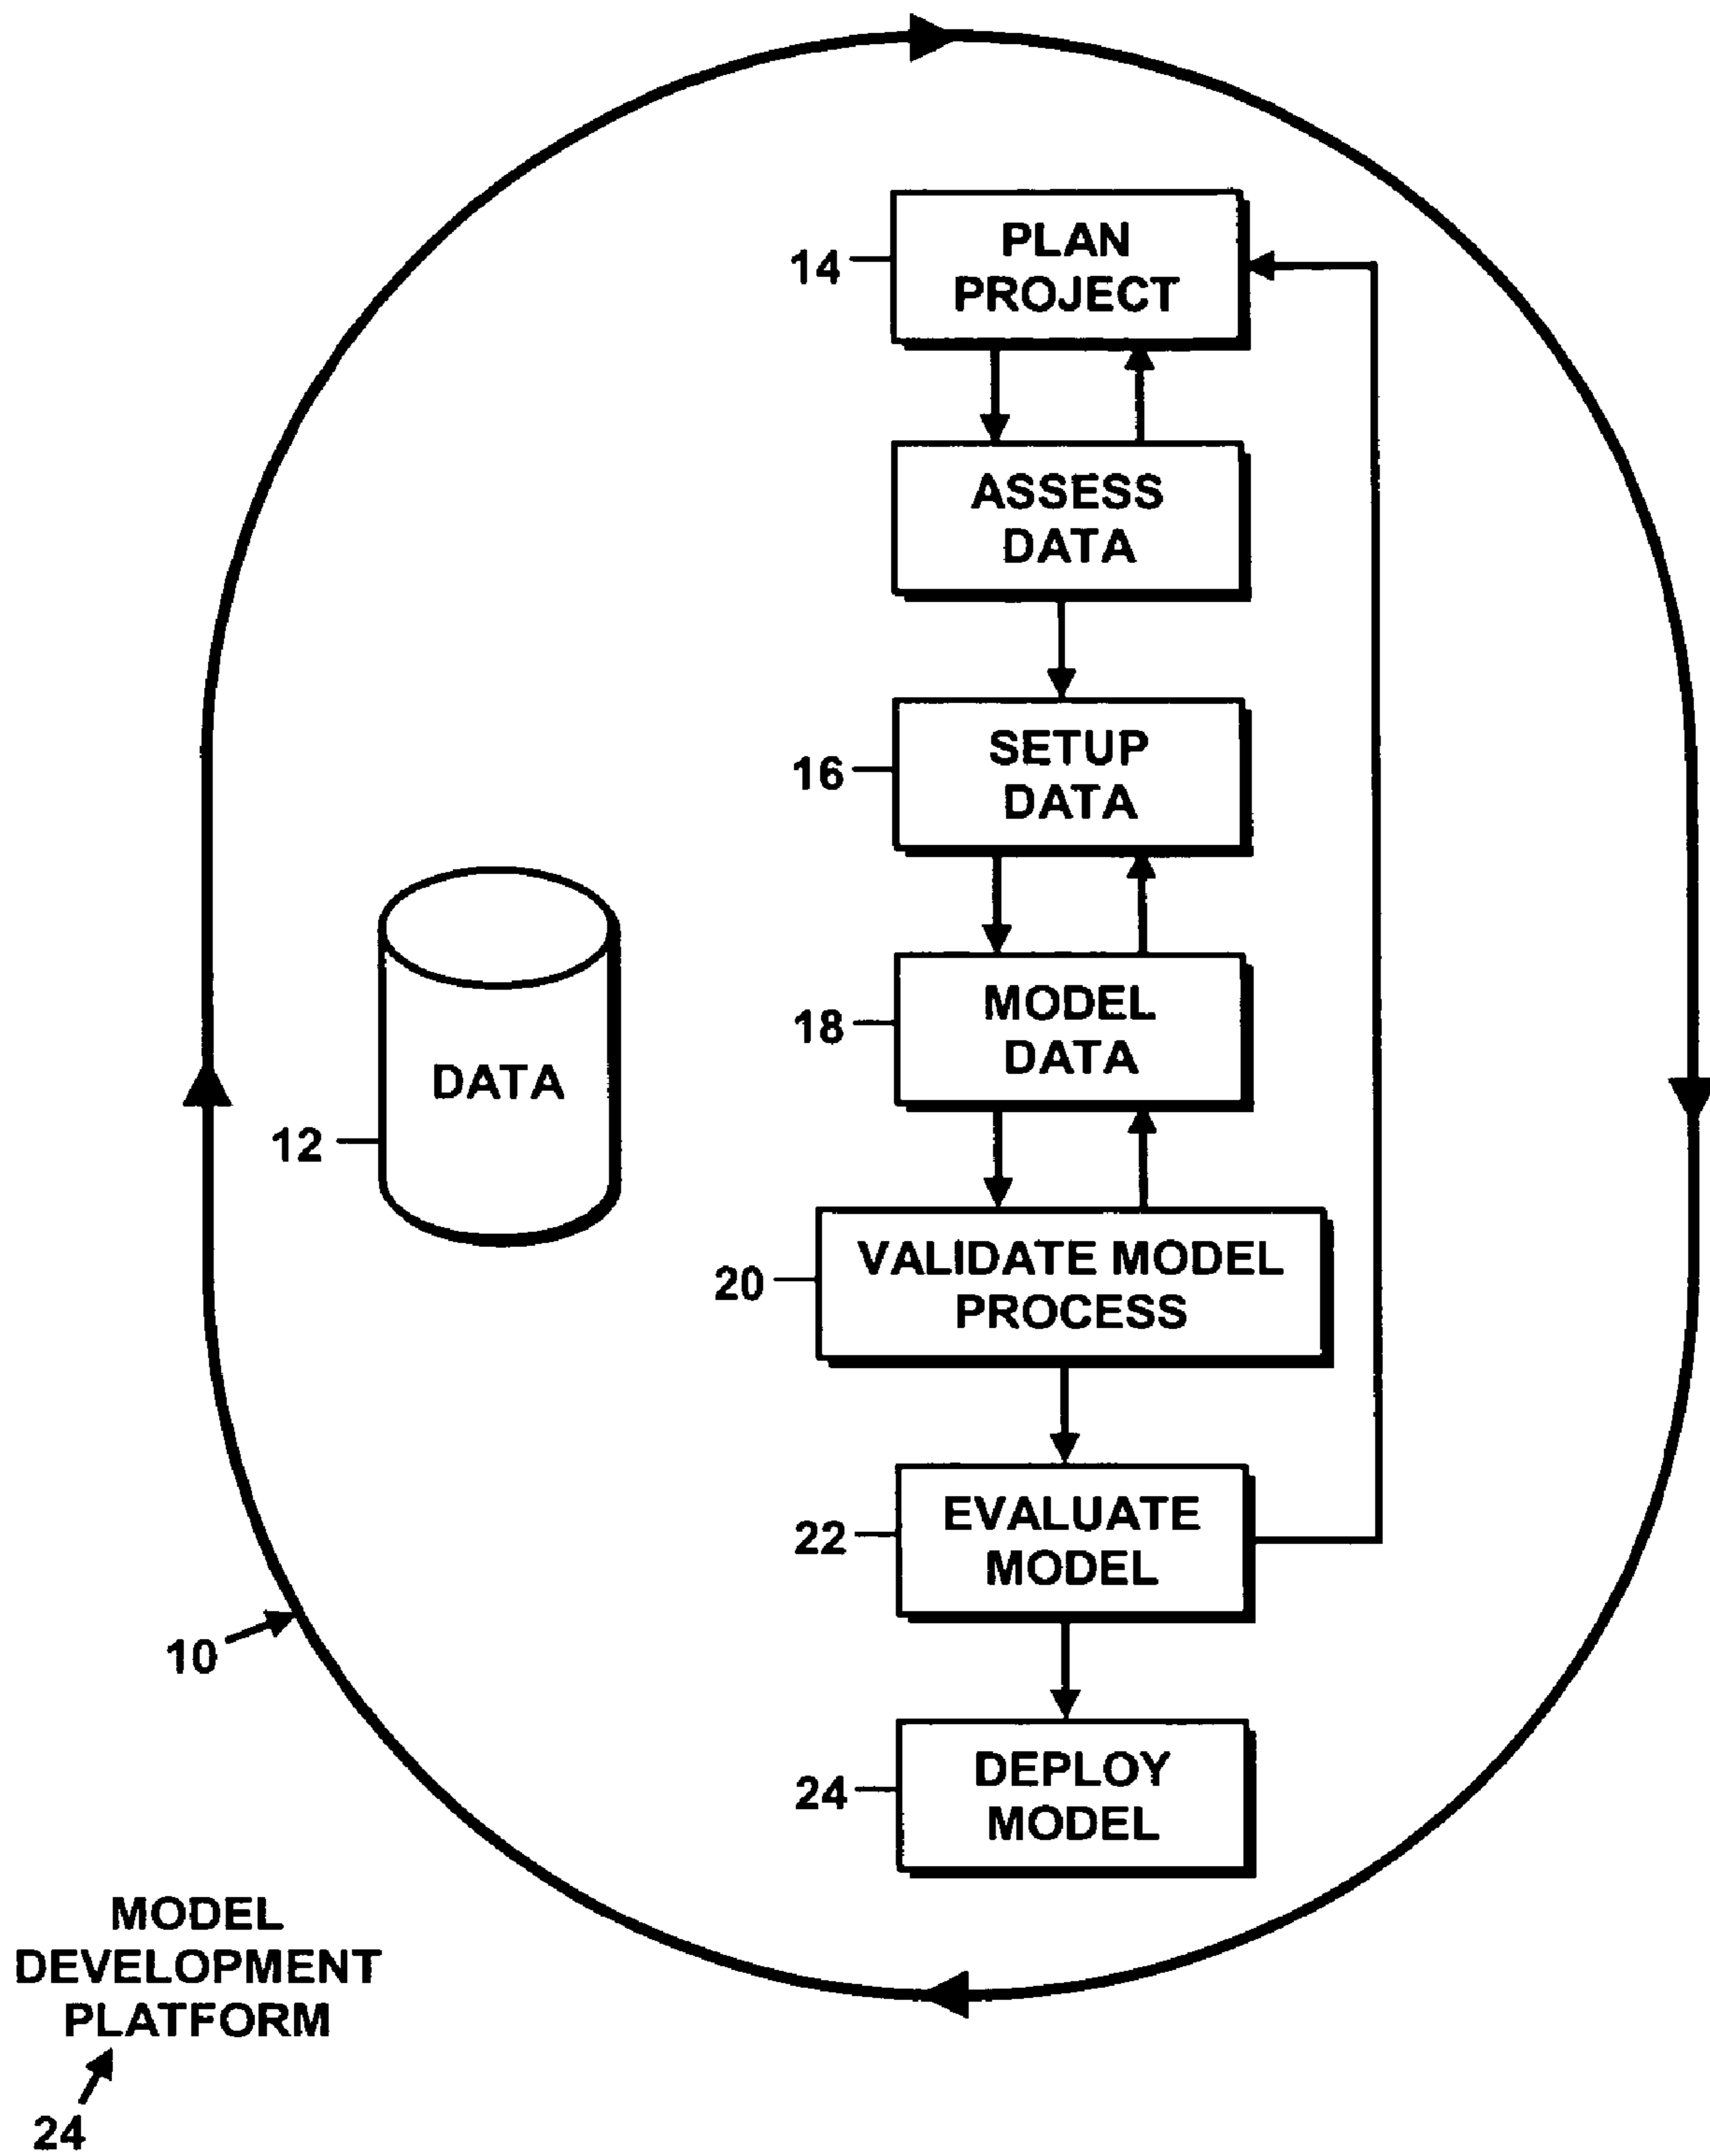 PLAN
PROJECT
14
ASSESS
DATA
SETUP
DATA
16
MODEL
DATA
18
DATA
12
VALIDATE MODEL
PROCESS
20
EVALUATE
MODEL
22
10
DEPLOY
MODEL
24
MODEL
DEVELOPMENT
PLATFORM
24